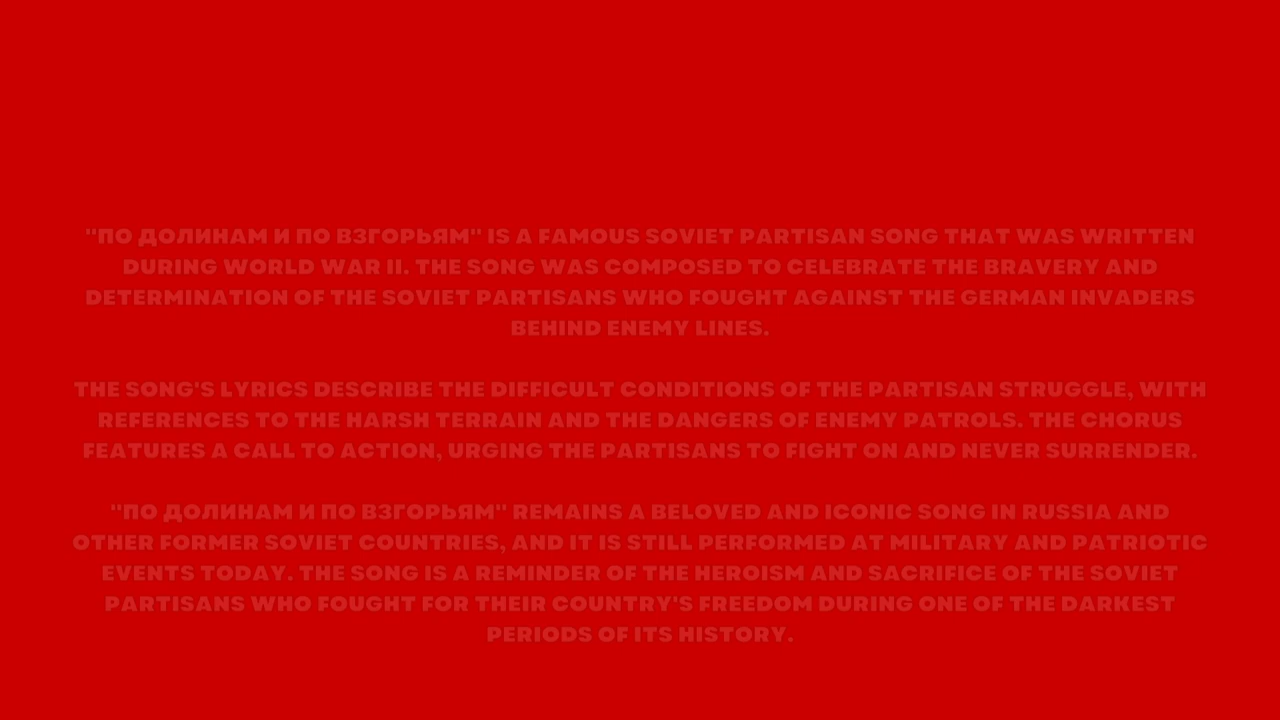 "ПО ДОЛИНАМ И ПО ВЗГОРЬЯМ" IS A FAMOUS SOVIET PARTISAN SONG THAT WAS WRITTEN
DURING WORLD WAR II. THE SONG WAS COMPOSED TO CELEBRATE THE BRAVERY AND
DETERMINATION OF THE SOVIET PARTISANS WHO FOUGHT AGAINST THE GERMAN INVADERS
BEHIND ENEMY LINES.
THE SONG'S LYRICS DESCRIBE THE DIFFICULT CONDITIONS OF THE PARTISAN STRUGGLE, WITH
REFERENCES TO THE HARSH TERRAIN AND THE DANGERS OF ENEMY PATROLS. THE CHORUS
FEATURES A CALL TO ACTION, URGING THE PARTISANS TO FIGHT ON AND NEVER SURRENDER.
"ПО ДОЛИНАМ И ПО ВЗГОРЬЯМ" REMAINS A BELOVED AND ICONIC SONG IN RUSSIA AND
OTHER FORMER SOVIET COUNTRIES, AND IT IS STILL PERFORMED AT MILITARY AND PATRIOTIC
EVENTS TODAY. THE SONG IS A REMINDER OF THE HEROISM AND SACRIFICE OF THE SOVIET
PARTISANS WHO FOUGHT FOR THEIR COUNTRY'S FREEDOM DURING ONE OF THE DARKEST
PERIODS OF ITS HISTORY.